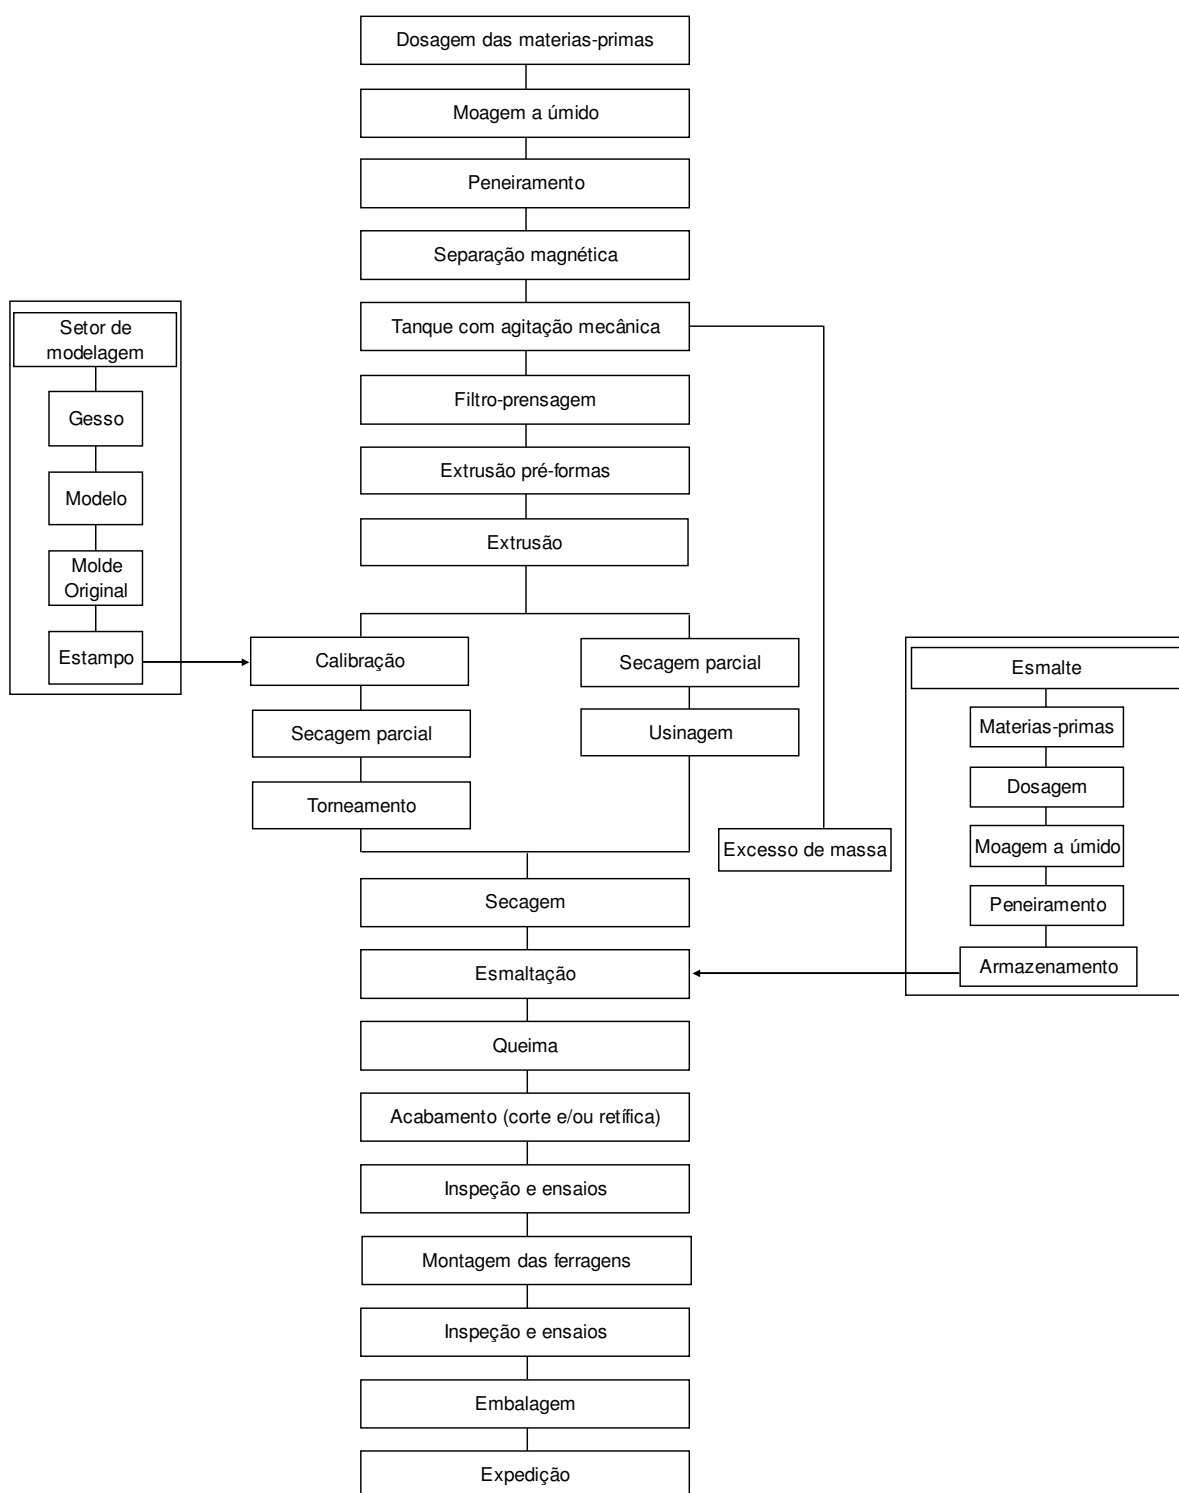 Dosagem das materias-primas
Moagem a úmido
Peneiramento
Separação magnética
Tanque com agitação mecânica
Filtro-prensagem
Extrusão pré-formas
Extrusão
Setor de
modelagem
Gesso
Modelo
Molde
Original
Estampo
Calibração
Secagem parcial
Torneamento
Secagem parcial
Usinagem
Excesso de massa
Esmalte
Materias-primas
Dosagem
Moagem a úmido
Peneiramento
Armazenamento
Secagem
Esmaltação
Queima
Acabamento (corte e/ou retífica)
Inspeção e ensaios
Montagem das ferragens
Inspeção e ensaios
Embalagem
Expedição